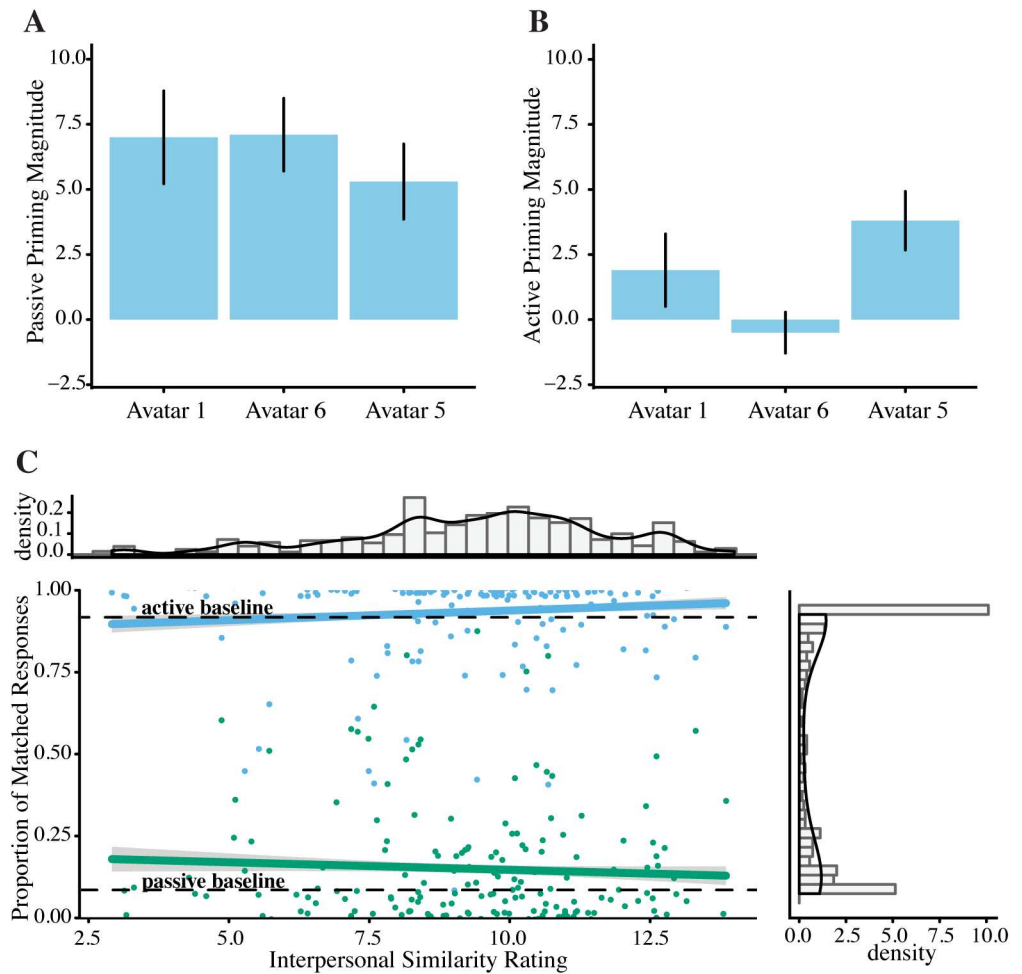 A
Passive Priming Magnitude
10.0
7.5
5.0
2.5
0.0
−2.5
Avatar 1 Avatar 6 Avatar 5
B
Active Priming Magnitude
10.0
7.5
5.0
2.5
0.0
−2.5
Avatar 1 Avatar 6 Avatar 5
C
density
0.2
0.1
0.0
Proportion of Matched Responses
1.00
0.75
0.50
0.25
0.00
active baseline
passive baseline
2.5 5.0 7.5 10.0 12.5
Interpersonal Similarity Rating
0.0 2.5 5.0 7.5 10.0
density